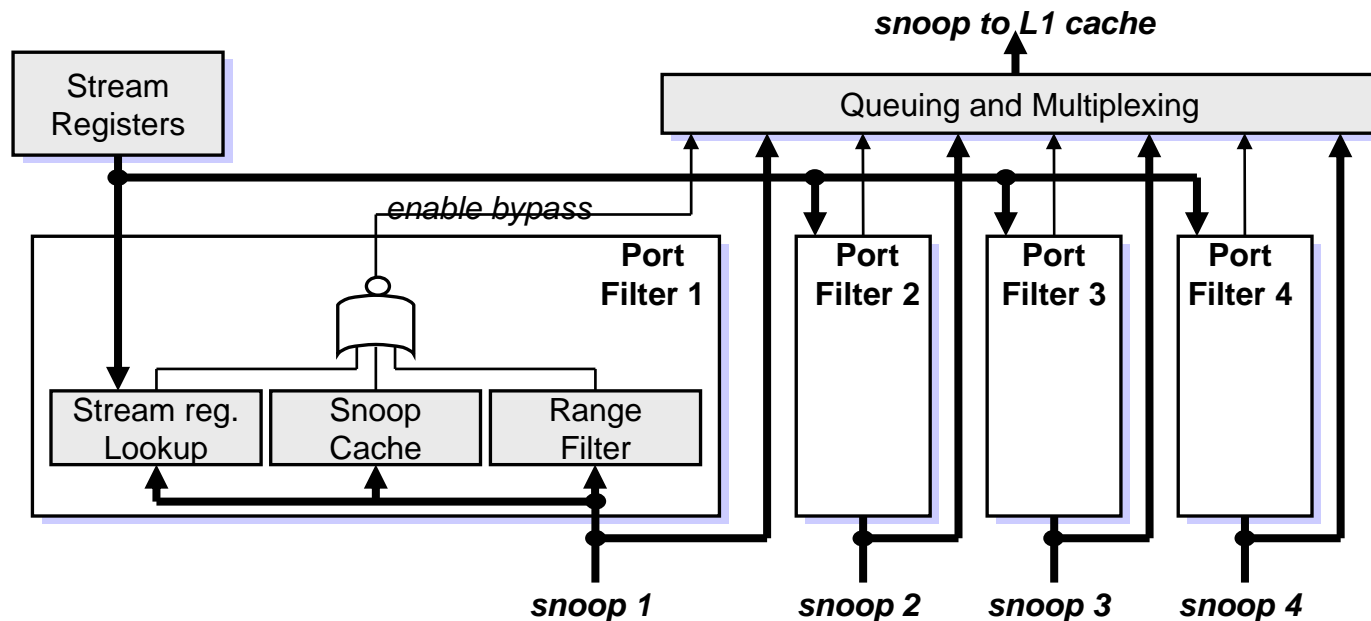 snoop to L1 cache
Stream
Registers
Queuing and Multiplexing
enable bypass
Port
Filter 1
Port
Filter 2
Port
Filter 3
Port
Filter 4
Stream reg.
Lookup
Snoop
Cache
Range
Filter
snoop 1
snoop 2
snoop 3
snoop 4